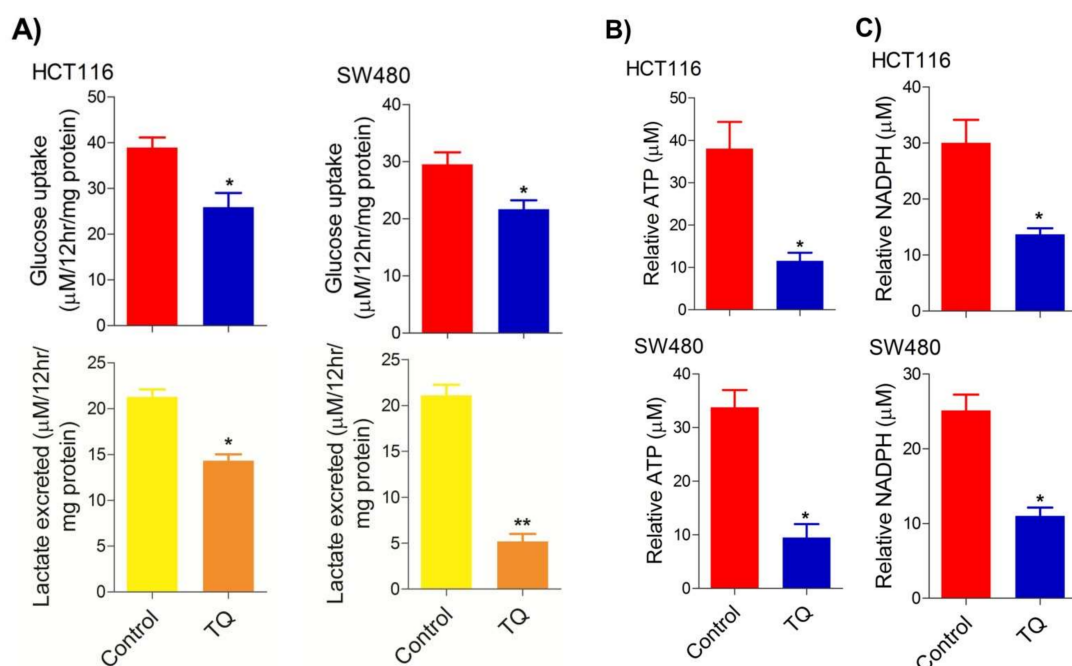 A)
HCT116
Glucose uptake
(μM/12hr/mg protein)
40
30
20
10
0
*
SW480
Glucose uptake
(μM/12hr/mg protein)
40
30
20
10
0
*
Lactate excreted (μM/12hr/
mg protein)
25
20
15
10
5
0
*
Control
TQ
Lactate excreted (μM/12hr/
mg protein)
25
20
15
10
5
0
**
Control
TQ
B)
HCT116
Relative ATP (μM)
50
40
30
20
10
0
*
SW480
Relative ATP (μM)
40
30
20
10
0
*
Control
TQ
C)
HCT116
Relative NADPH (μM)
40
30
20
10
0
*
SW480
Relative NADPH (μM)
30
20
10
0
*
Control
TQ